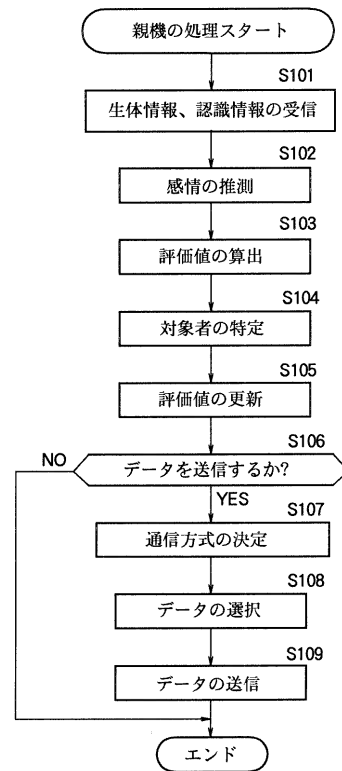 親機の処理スタート
S101
生体情報、認識情報の受信
S102
感情の推測
S103
評価値の算出
S104
対象者の特定
S105
評価値の更新
S106
NO
データを送信するか?
YES
S107
通信方式の決定
S108
データの選択
S109
データの送信
エンド